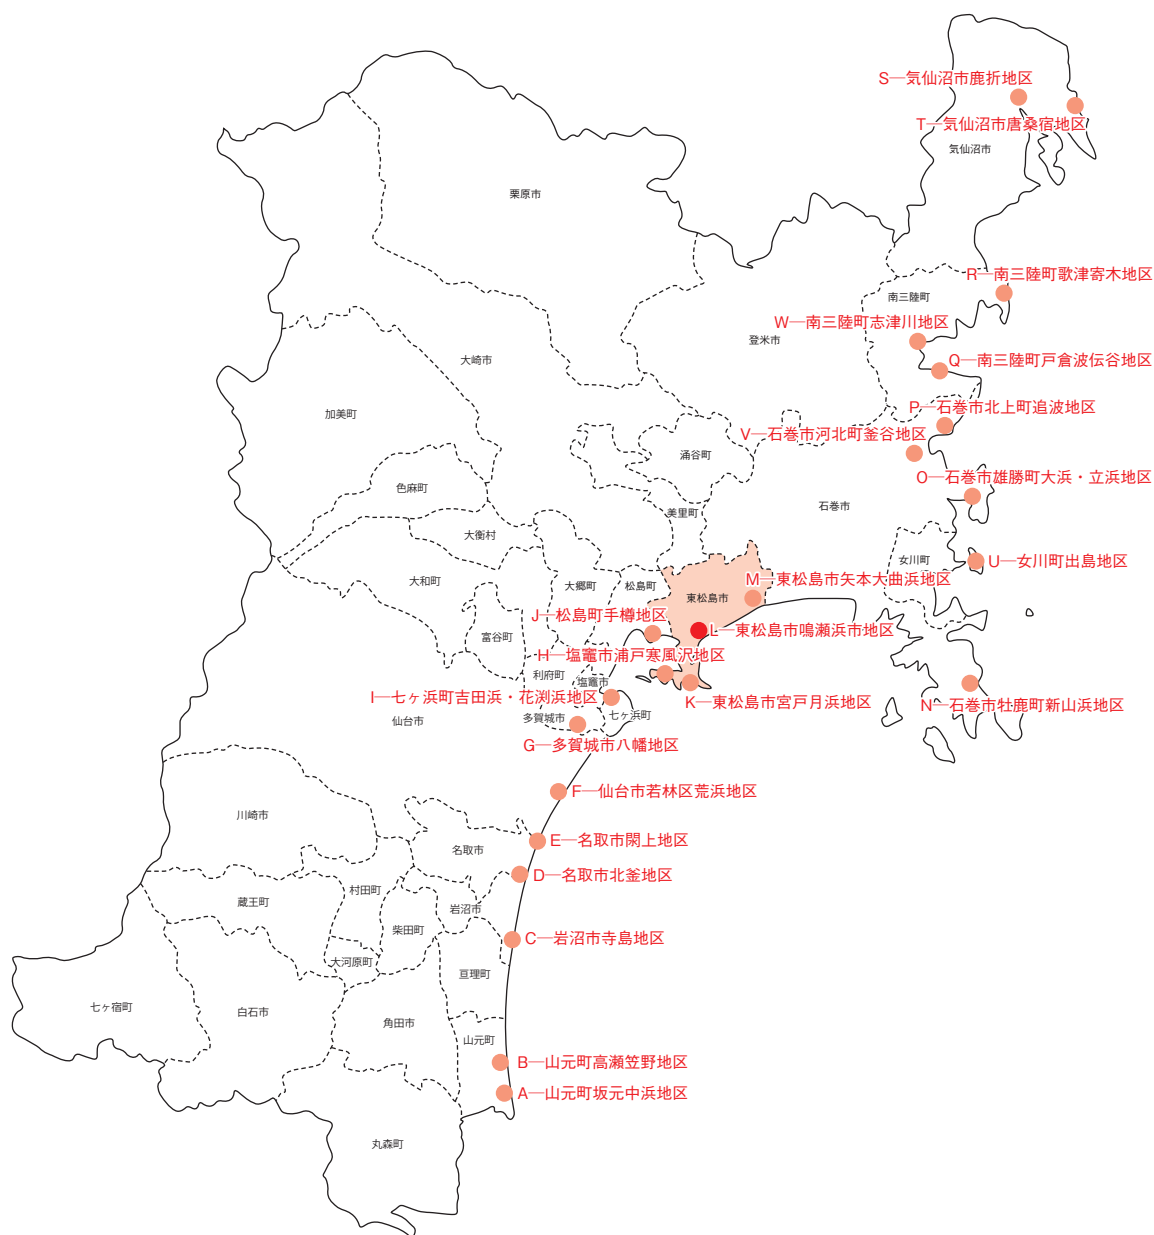 S—気仙沼市鹿折地区
T—気仙沼市唐桑宿地区
気仙沼市
栗原市
R—南三陸町歌津寄木地区
南三陸町
W—南三陸町志津川地区
登米市
Q—南三陸町戸倉波伝谷地区
大崎市
加美町
P—石巻市北上町追波地区
V—石巻市河北町釜谷地区
涌谷町
O—石巻市雄勝町大浜・立浜地区
色麻町
石巻市
美里町
大衡村
女川町
U—女川町出島地区
大和町
大郷町
松島町
M—東松島市矢本大曲浜地区
東松島市
J—松島町手樽地区
L—東松島市鳴瀬浜市地区
富谷町
H—塩竈市浦戸寒風沢地区
利府町
塩竈市
I—七ヶ浜町吉田浜・花渕浜地区
K—東松島市宮戸月浜地区
N—石巻市牡鹿町新山浜地区
仙台市
多賀城市
七ヶ浜町
G—多賀城市八幡地区
F—仙台市若林区荒浜地区
川崎市
E—名取市閖上地区
名取市
D—名取市北釜地区
村田町
蔵王町
岩沼市
柴田町
C—岩沼市寺島地区
大河原町
亘理町
七ヶ宿町
白石市
角田市
山元町
B—山元町高瀬笠野地区
A—山元町坂元中浜地区
丸森町